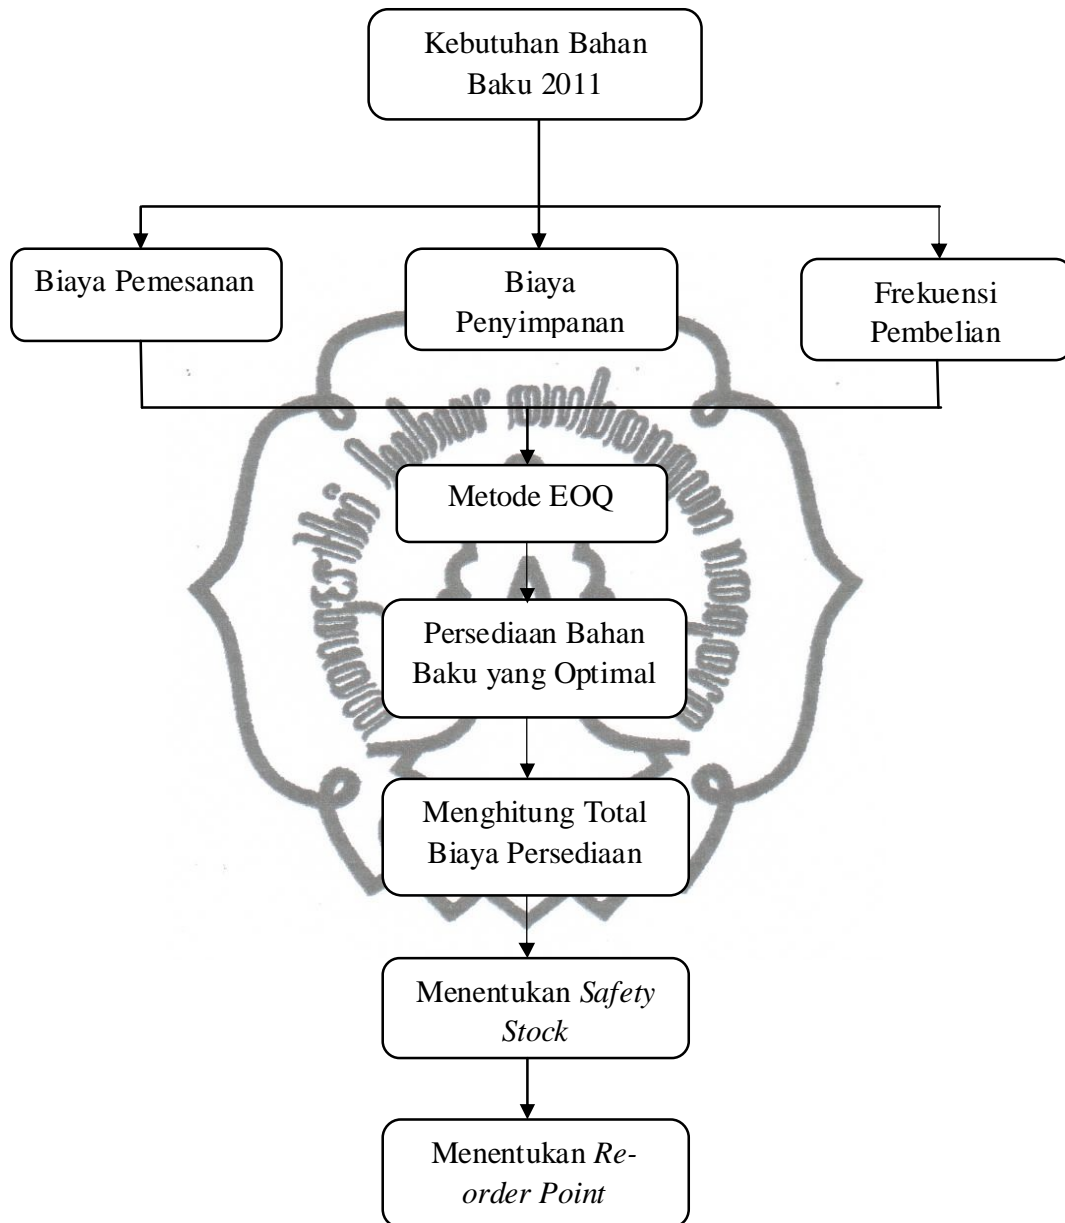 Kebutuhan Bahan
Baku 2011
Biaya Pemesanan
Biaya
Penyimpanan
Frekuensi
Pembelian
Metode EOQ
Persediaan Bahan
Baku yang Optimal
Menghitung Total
Biaya Persediaan
Menentukan Safety
Stock
Menentukan Re-
order Point